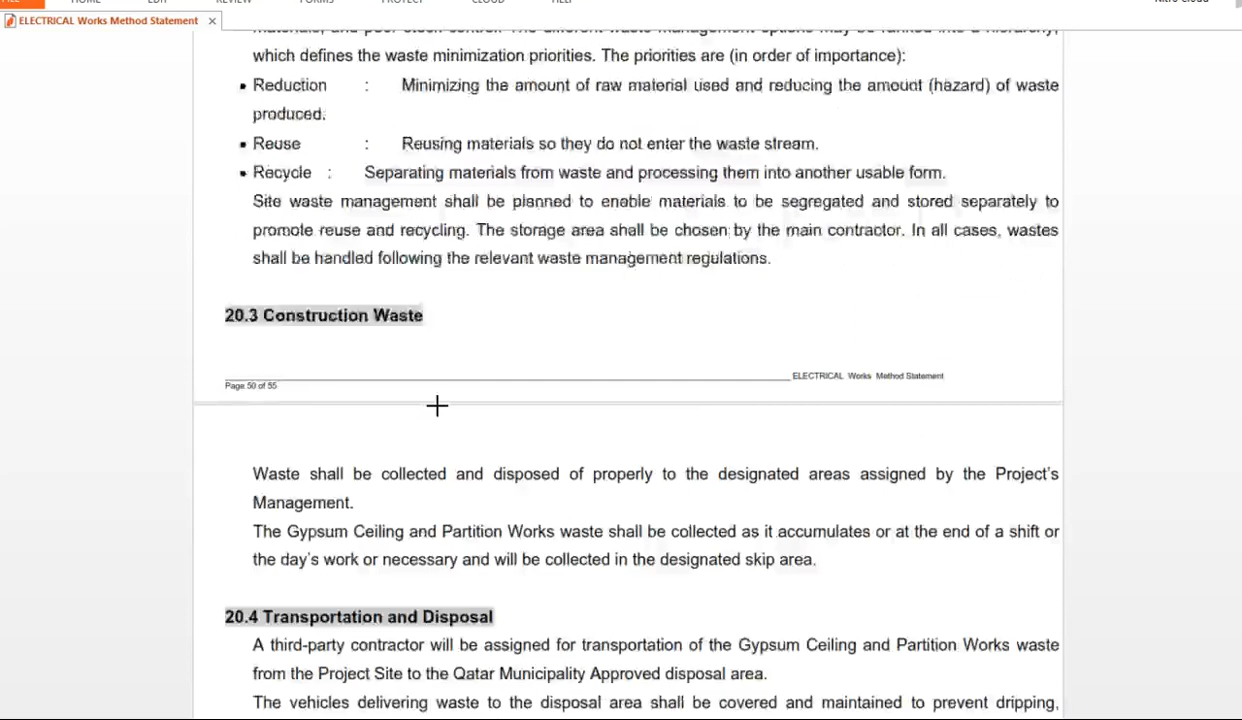 FILE HOME EDIT REVIEW FORMS PROTECT CLOUD HELP Nitro Cloud
ELECTRICAL Works Method Statement ×
which defines the waste minimization priorities. The priorities are (in order of importance):
▪ Reduction : Minimizing the amount of raw material used and reducing the amount (hazard) of waste
produced.
▪ Reuse : Reusing materials so they do not enter the waste stream.
▪ Recycle : Separating materials from waste and processing them into another usable form.
Site waste management shall be planned to enable materials to be segregated and stored separately to
promote reuse and recycling. The storage area shall be chosen by the main contractor. In all cases, wastes
shall be handled following the relevant waste management regulations.
20.3 Construction Waste
ELECTRICAL Works Method Statement
Page 50 of 55
Waste shall be collected and disposed of properly to the designated areas assigned by the Project's
Management.
The Gypsum Ceiling and Partition Works waste shall be collected as it accumulates or at the end of a shift or
the day's work or necessary and will be collected in the designated skip area.
20.4 Transportation and Disposal
A third-party contractor will be assigned for transportation of the Gypsum Ceiling and Partition Works waste
from the Project Site to the Qatar Municipality Approved disposal area.
The vehicles delivering waste to the disposal area shall be covered and maintained to prevent dripping,